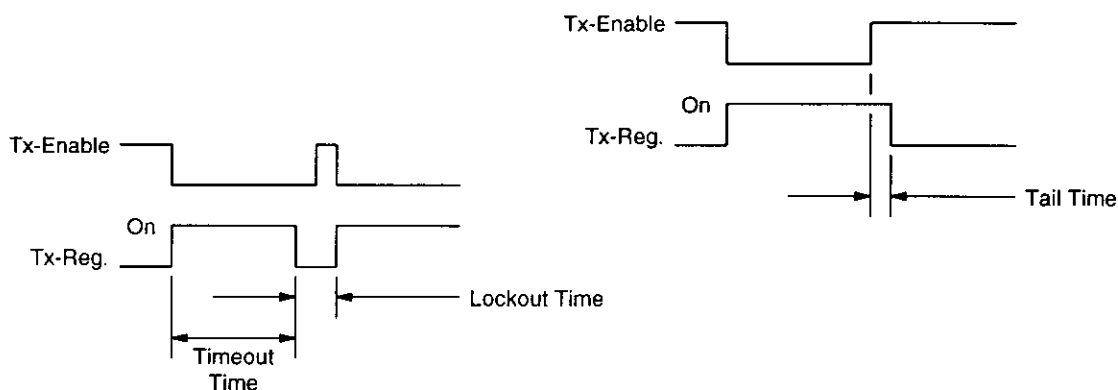 Tx-Enable
On
Tx-Reg.
Lockout Time
Timeout
Time
Tx-Enable
On
Tx-Reg.
Tail Time